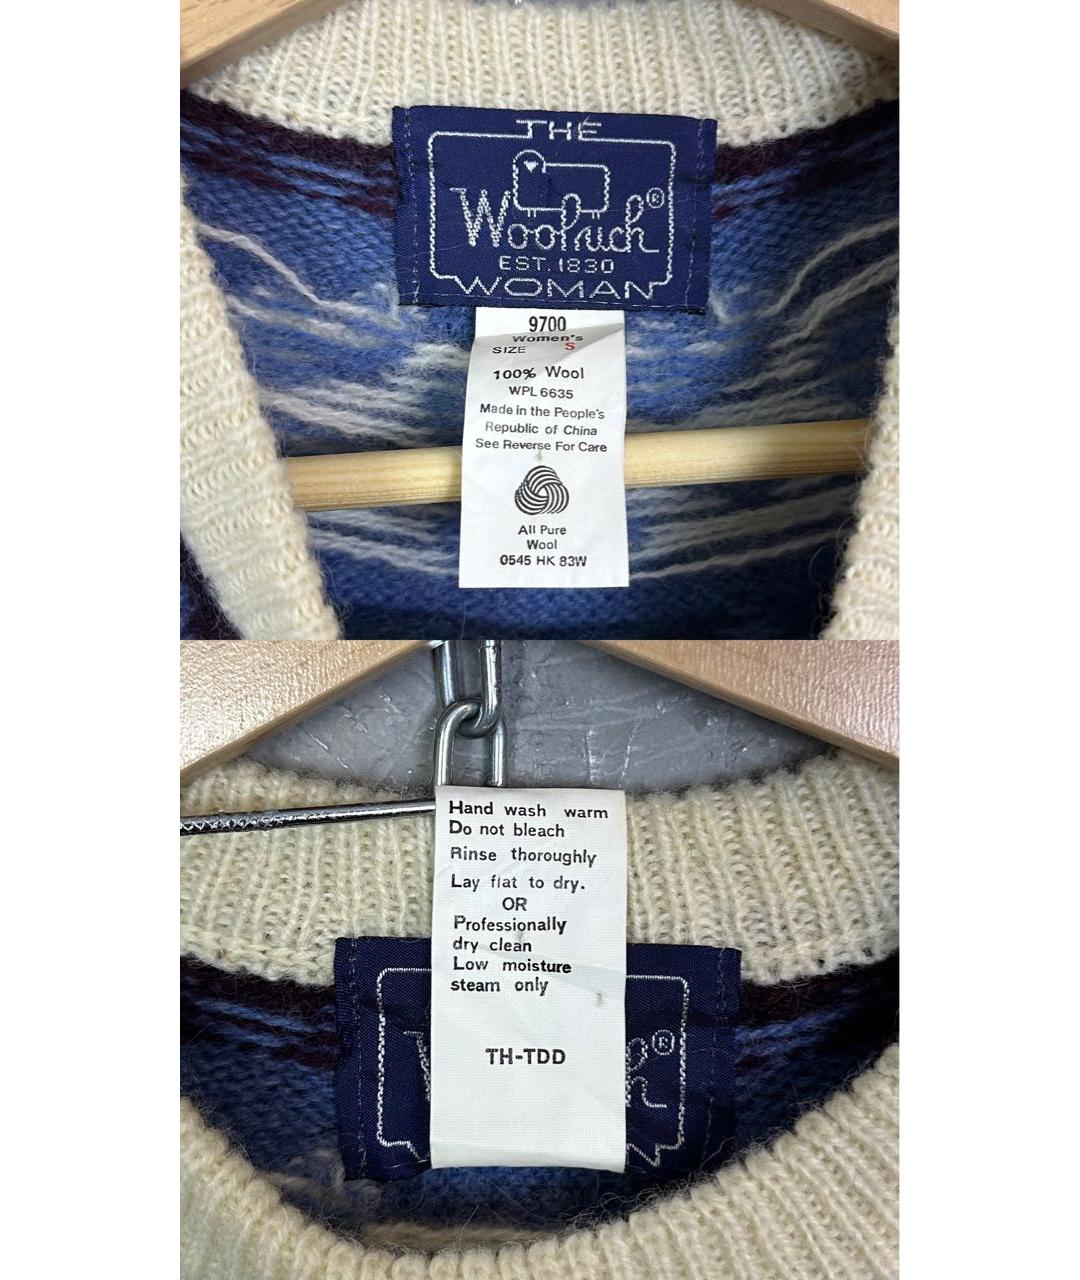 THE
Woolrich®
EST. 1830
WOMAN
9700
Women's
SIZE S
100% Wool
WPL 6635
Made in the People's
Republic of China
See Reverse For Care
All Pure
Wool
0545 HK 83W
Hand wash warm
Do not bleach
Rinse thoroughly
Lay flat to dry.
OR
Professionally
dry clean
Low moisture
steam only
TH-TDD
®